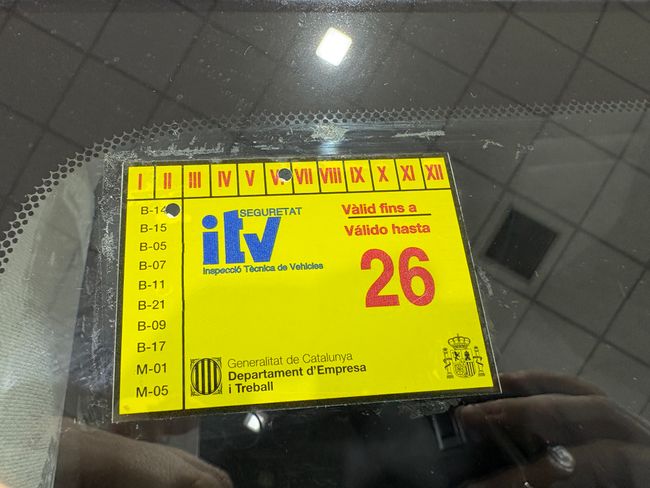 I II III IV V VI VII VIII IX X XI XII
B-14
B-15
B-05
B-07
B-11
B-21
B-09
B-17
M-01
M-05
SEGURETAT
itv
Inspecció Tècnica de Vehicles
Vàlid fins a
Válido hasta
26
Generalitat de Catalunya
Departament d'Empresa
i Treball